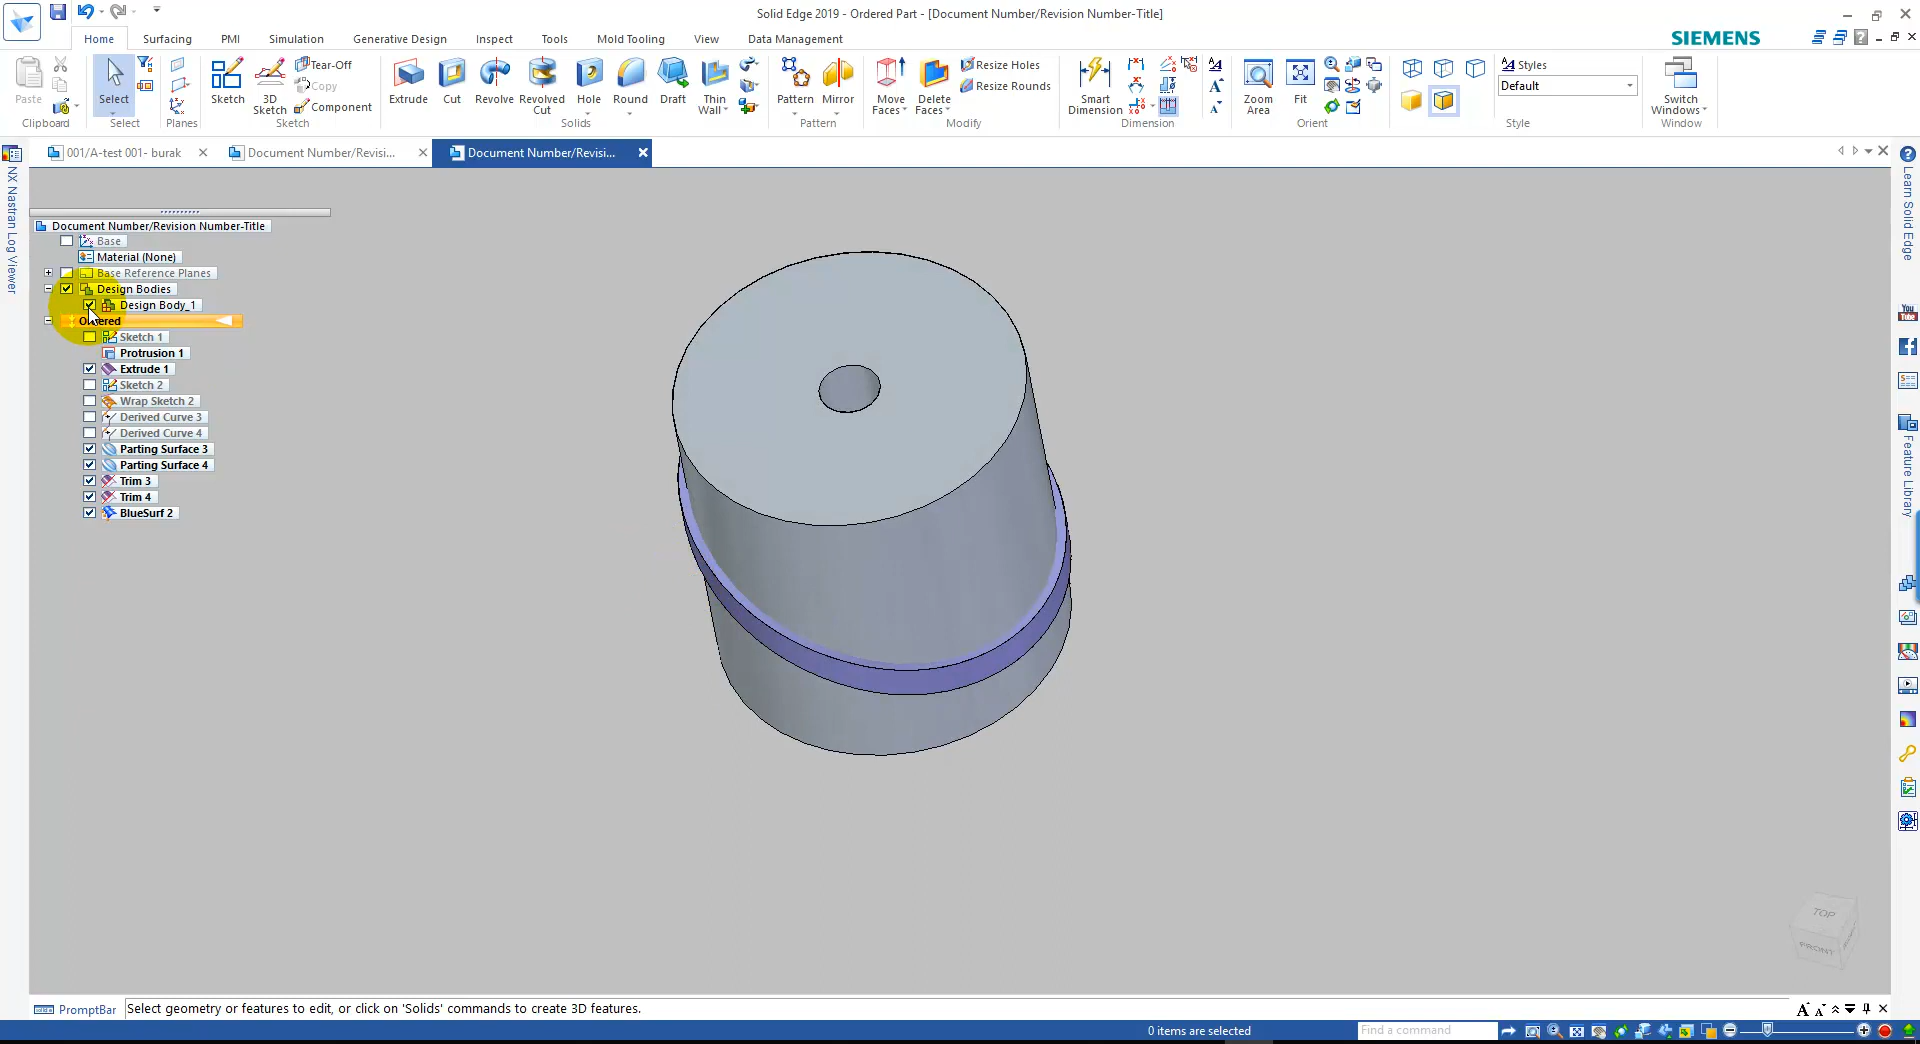 Solid Edge 2019 - Ordered Part - [Document Number/Revision Number-Title]
Home Surfacing PMI Simulation Generative Design Inspect Tools Mold Tooling View Data Management
SIEMENS
Paste
Clipboard
Select
Select
Planes
Sketch
3D Sketch
Tear-Off
Copy
Component
Sketch
Extrude
Cut
Revolve
Revolved Cut
Hole
Round
Draft
Thin Wall
Solids
Pattern
Mirror
Pattern
Move Faces
Delete Faces
Resize Holes
Resize Rounds
Modify
Smart Dimension
Dimension
Zoom Area
Fit
Orient
Styles
Default
Style
Switch Windows
Window
001/A-test 001- burak
Document Number/Revisi...
Document Number/Revisi...
NX Nastran Log Viewer
Learn Solid Edge
You Tube
Feature Library
Document Number/Revision Number-Title
Base
Material (None)
Base Reference Planes
Design Bodies
Design Body_1
Ordered
Sketch 1
Protrusion 1
Extrude 1
Sketch 2
Wrap Sketch 2
Derived Curve 3
Derived Curve 4
Parting Surface 3
Parting Surface 4
Trim 3
Trim 4
BlueSurf 2
TOP
FRONT
PromptBar
Select geometry or features to edit, or click on 'Solids' commands to create 3D features.
0 items are selected
Find a command